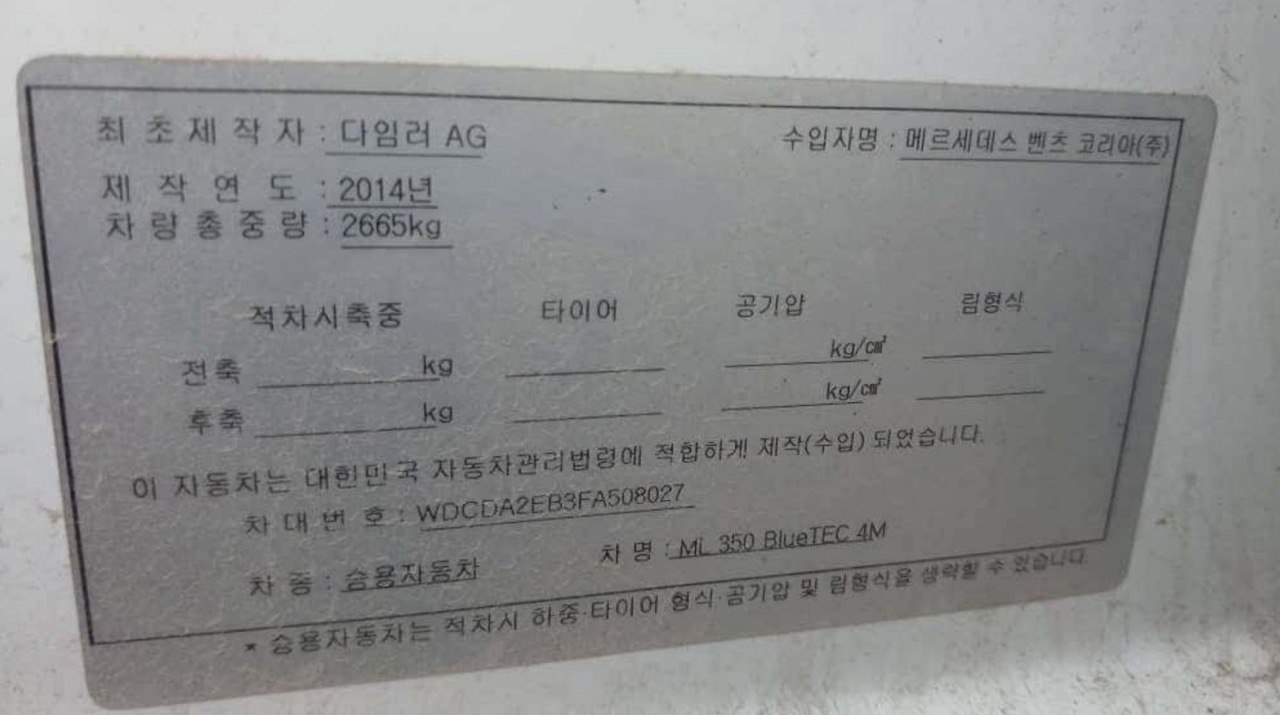 최초제작자 : 다임러 AG 수입자명 : 메르세데스 벤츠 코리아(주)
제작연도 : 2014년
차량총중량 : 2665kg
적차시축중 타이어 공기압 림형식
전축 kg kg/㎠
후축 kg kg/㎠
이 자동차는 대한민국 자동차관리법령에 적합하게 제작(수입) 되었습니다.
차대번호 : WDCDA2EB3FA508027
차종 : 승용자동차 차명 : ML 350 BlueTEC 4M
* 승용자동차는 적차시 하중·타이어 형식·공기압 및 림형식을 생략할 수 있습니다.